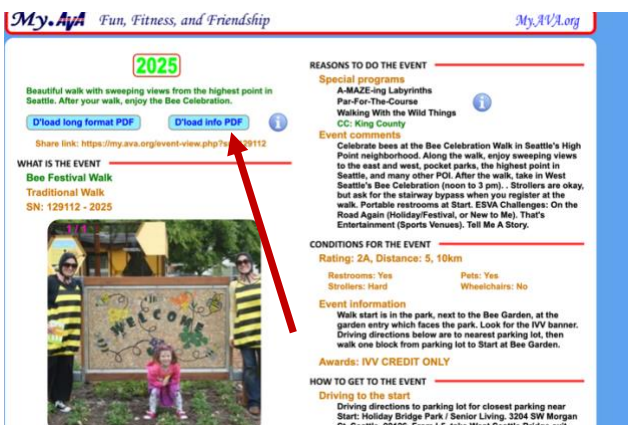 My.AVA Fun, Fitness, and Friendship My.AVA.org
2025
Beautiful walk with sweeping views from the highest point in
Seattle. After your walk, enjoy the Bee Celebration.
D'load long format PDF D'load info PDF i
Share link: https://my.ava.org/event-view.php? 29112
WHAT IS THE EVENT
Bee Festival Walk
Traditional Walk
SN: 129112 - 2025
1/4
WELCOME
REASONS TO DO THE EVENT
Special programs
A-MAZE-ing Labyrinths
Par-For-The-Course
Walking With the Wild Things
CC: King County
i
Event comments
Celebrate bees at the Bee Celebration Walk in Seattle's High
Point neighborhood. Along the walk, enjoy sweeping views
to the east and west, pocket parks, the highest point in
Seattle, and many other POI. After the walk, take in West
Seattle's Bee Celebration (noon to 3 pm). . Strollers are okay,
but ask for the stairway bypass when you register at the
walk. Portable restrooms at Start. ESVA Challenges: On the
Road Again (Holiday/Festival, or New to Me). That's
Entertainment (Sports Venues). Tell Me A Story.
CONDITIONS FOR THE EVENT
Rating: 2A, Distance: 5, 10km
Restrooms: Yes Pets: Yes
Strollers: Hard Wheelchairs: No
Event information
Walk start is in the park, next to the Bee Garden, at the
garden entry which faces the park. Look for the IVV banner.
Driving directions below are to nearest parking lot, then
walk one block from parking lot to Start at Bee Garden.
Awards: IVV CREDIT ONLY
HOW TO GET TO THE EVENT
Driving to the start
Driving directions to parking lot for closest parking near
Start: Holiday Bridge Park / Senior Living. 3204 SW Morgan